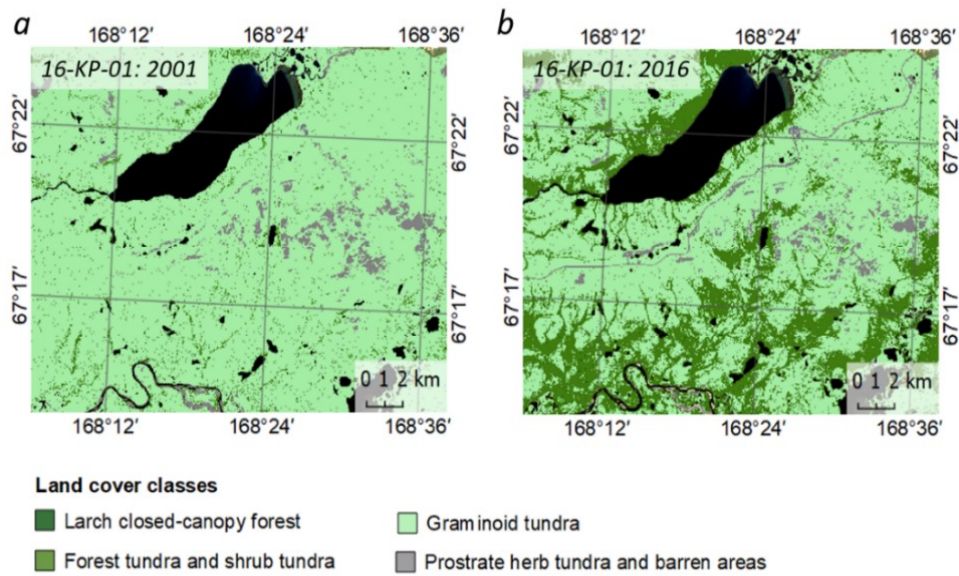 a
168°12′ 168°24′ 168°36′
16-KP-01: 2001
67°22′
67°22′
67°17′
67°17′
0 1 2 km
168°12′ 168°24′ 168°36′
b
168°12′ 168°24′ 168°36′
16-KP-01: 2016
67°22′
67°22′
67°17′
67°17′
0 1 2 km
168°12′ 168°24′ 168°36′
Land cover classes
Larch closed-canopy forest
Graminoid tundra
Forest tundra and shrub tundra
Prostrate herb tundra and barren areas